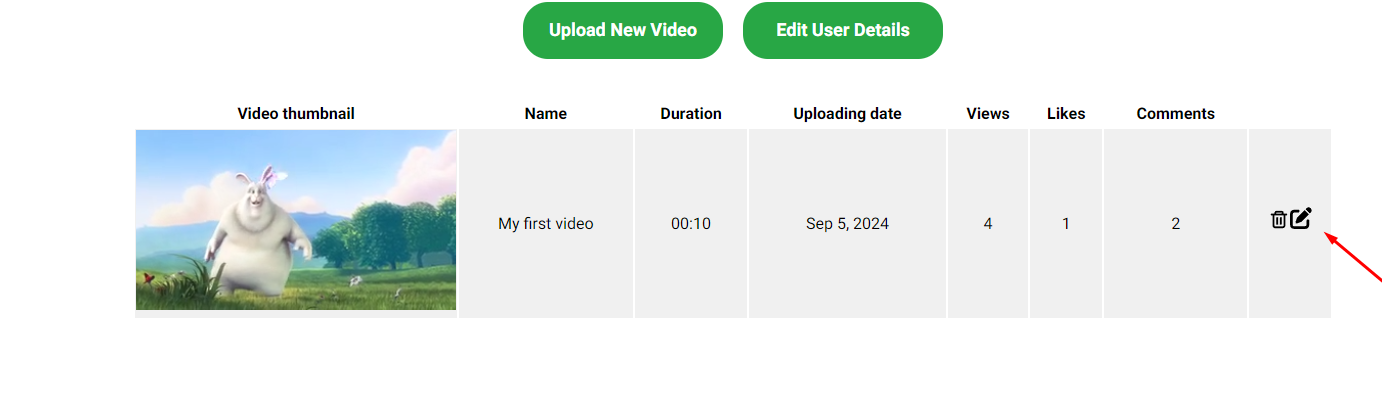 Upload New Video Edit User Details
Video thumbnail Name Duration Uploading date Views Likes Comments
My first video 00:10 Sep 5, 2024 4 1 2